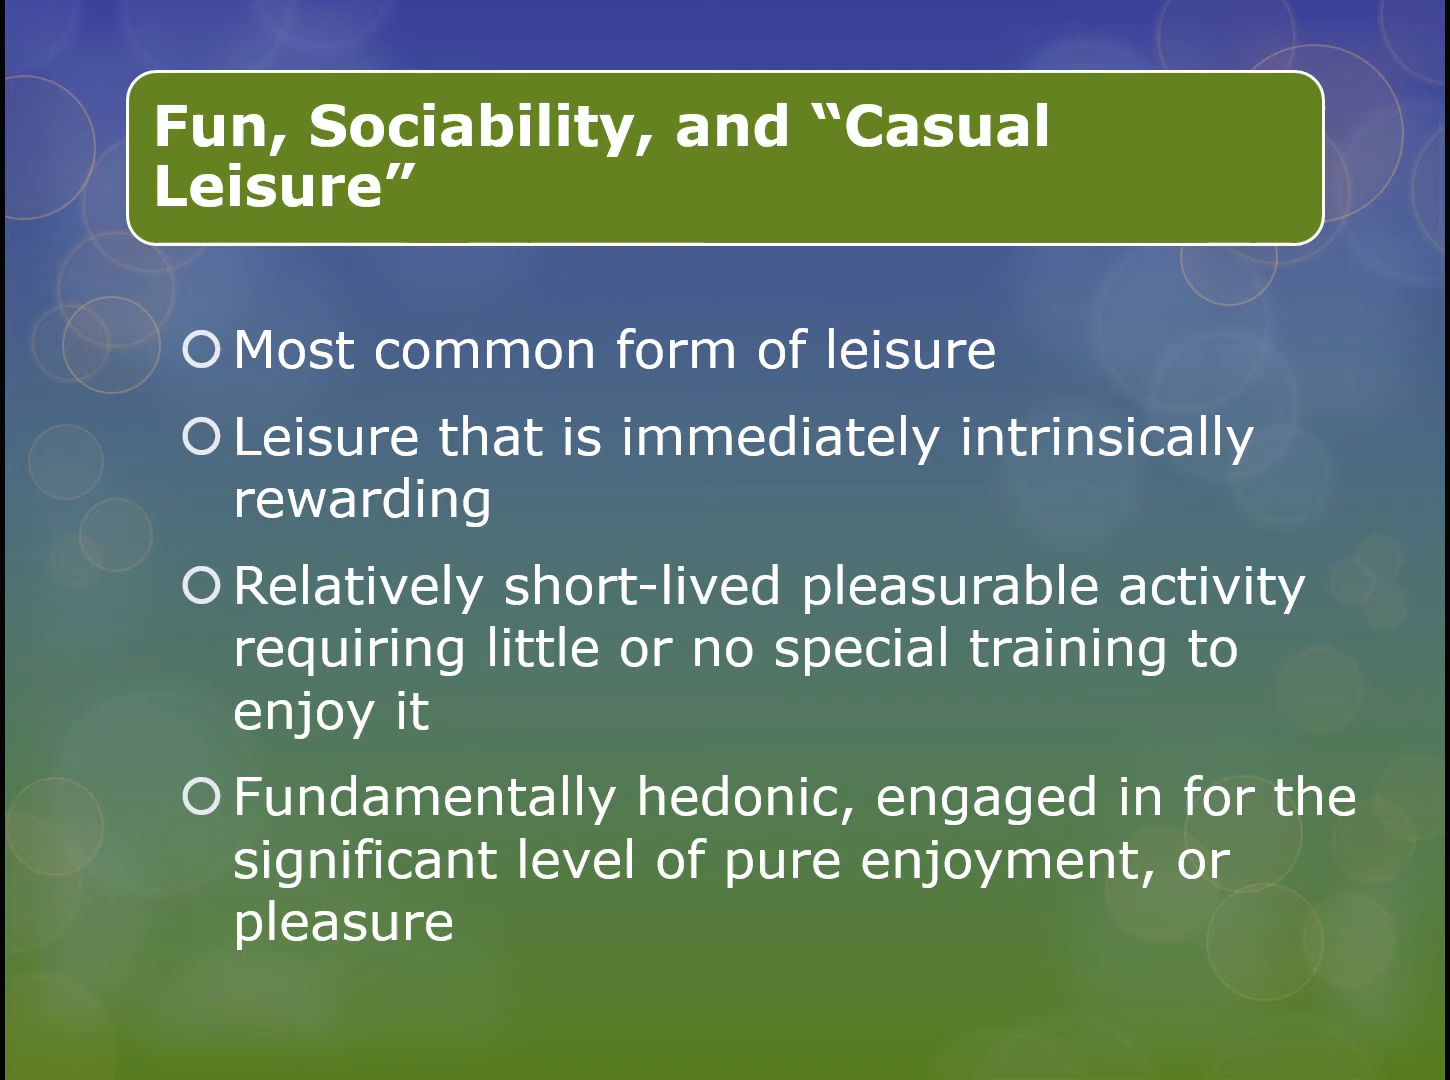 Fun, Sociability, and “Casual
Leisure”
Most common form of leisure
Leisure that is immediately intrinsically
rewarding
Relatively short-lived pleasurable activity
requiring little or no special training to
enjoy it
Fundamentally hedonic, engaged in for the
significant level of pure enjoyment, or
pleasure